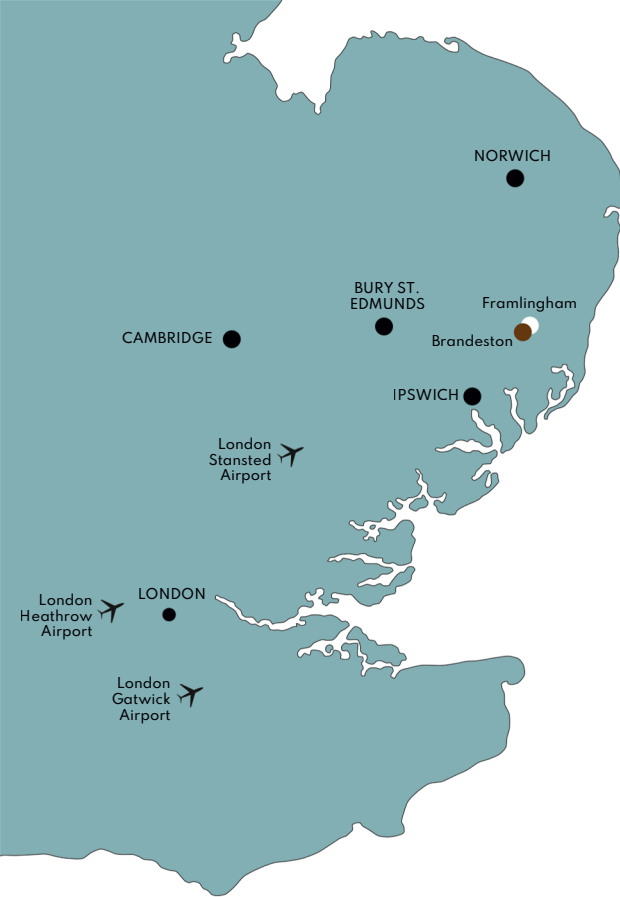 NORWICH
BURY ST.
EDMUNDS
Framlingham
CAMBRIDGE
Brandeston
IPSWICH
London
Stansted
Airport
London
Heathrow
Airport
LONDON
London
Gatwick
Airport